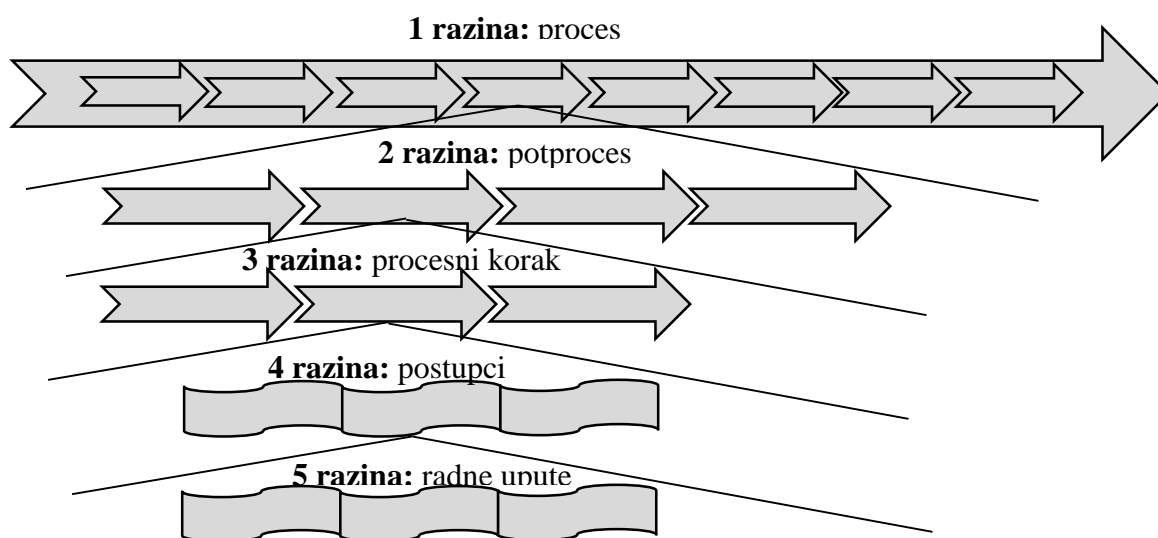 1 razina: proces
2 razina: potproces
3 razina: procesni korak
4 razina: postupci
5 razina: radne upute